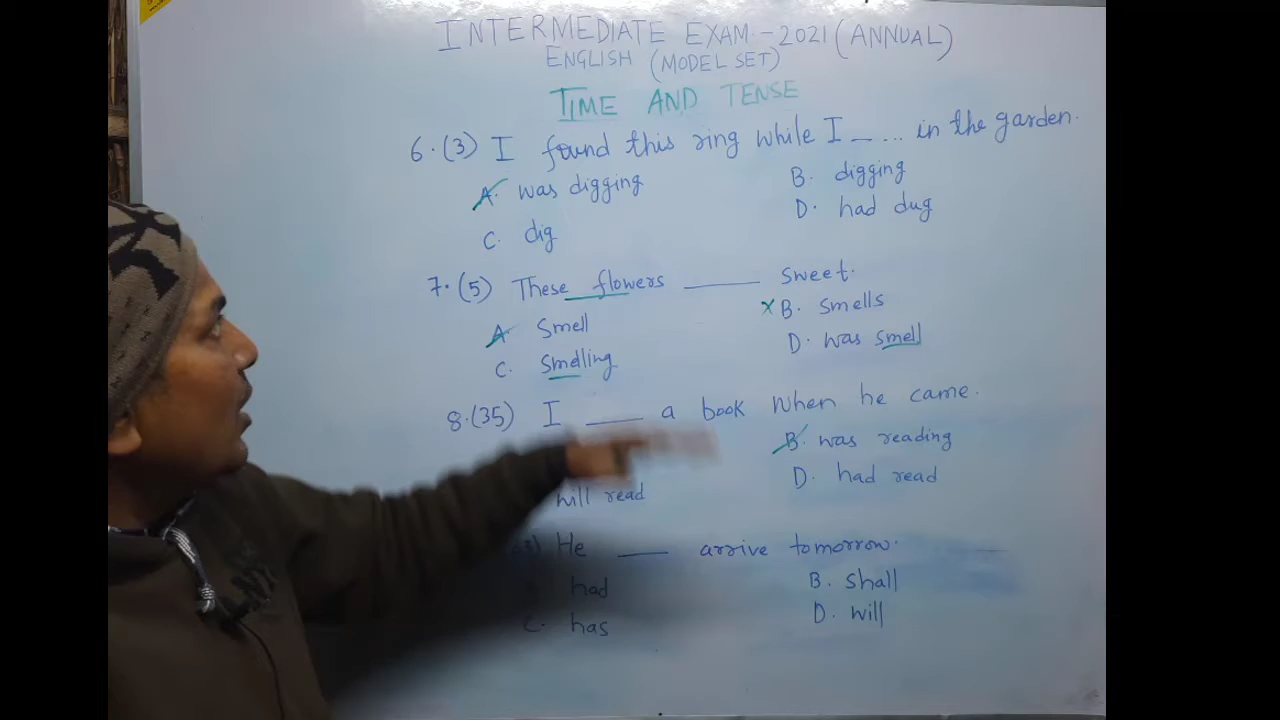 INTERMEDIATE EXAM - 2021 (ANNUAL)
ENGLISH (MODEL SET)
TIME AND TENSE
6. (3) I found this ring while I _ ... in the garden.
A. was digging B. digging
C. dig D. had dug
7. (5) These flowers ____ sweet.
A. Smell B. Smells
C. Smelling D. was smell
8. (35) I ____ a book when he came.
B. was reading
will read D. had read
He ____ arrive tomorrow.
had B. shall
C. has D. will